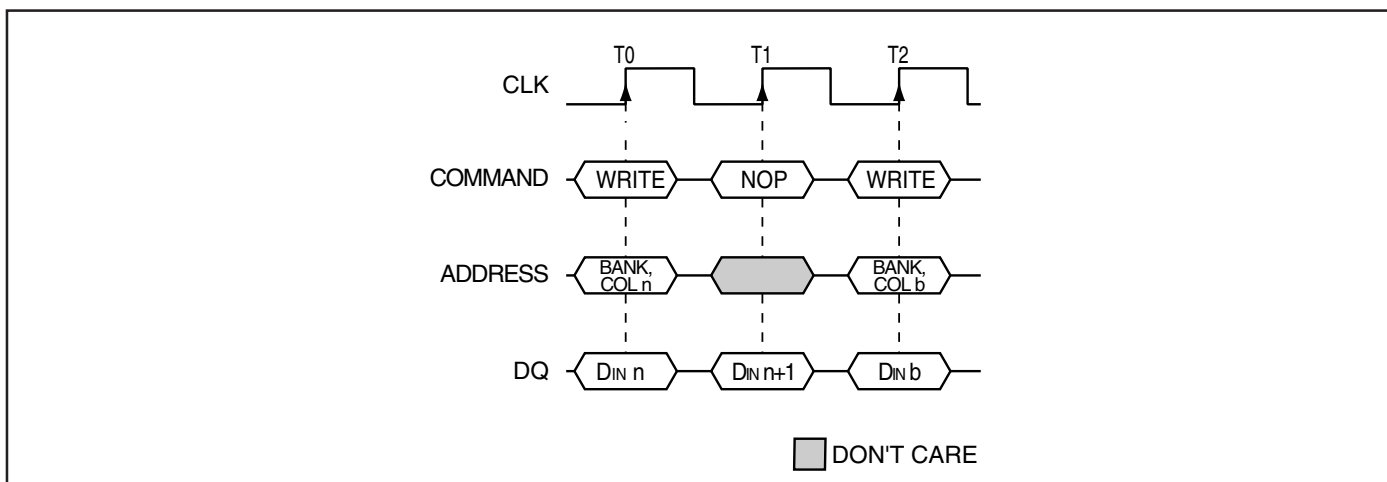 T0 T1 T2
CLK
COMMAND WRITE NOP WRITE
ADDRESS BANK, COL n BANK, COL b
DQ DIN n DIN n+1 DIN b
DON'T CARE